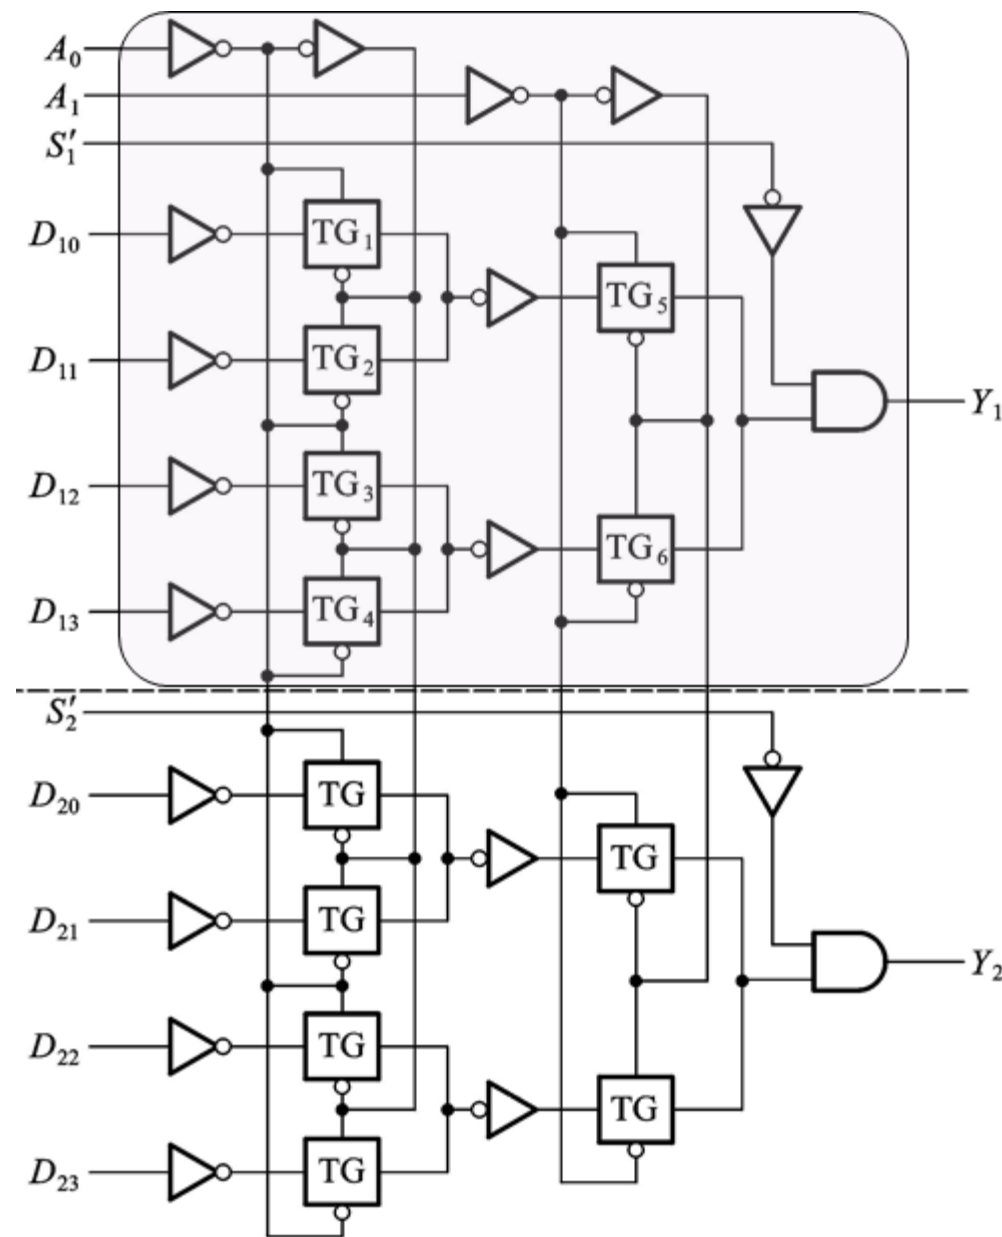 A₀
A₁
S′₁
D₁₀ TG₁
TG₅
D₁₁ TG₂
Y₁
D₁₂ TG₃
TG₆
D₁₃ TG₄
S′₂
D₂₀ TG
TG
D₂₁ TG
Y₂
D₂₂ TG
TG
D₂₃ TG